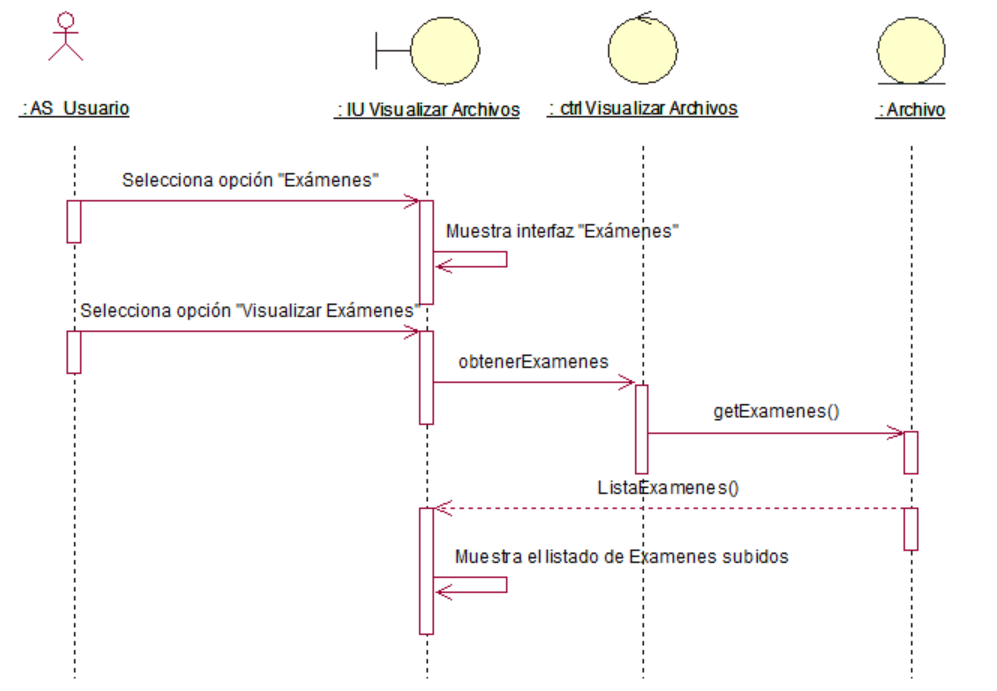 : AS_Usuario
: IU Visualizar Archivos
: ctrl Visualizar Archivos
: Archivo
Selecciona opción "Exámenes"
Muestra interfaz "Exámenes"
Selecciona opción "Visualizar Exámenes"
obtenerExamenes
getExamenes()
ListaExamenes()
Muestra el listado de Examenes subidos